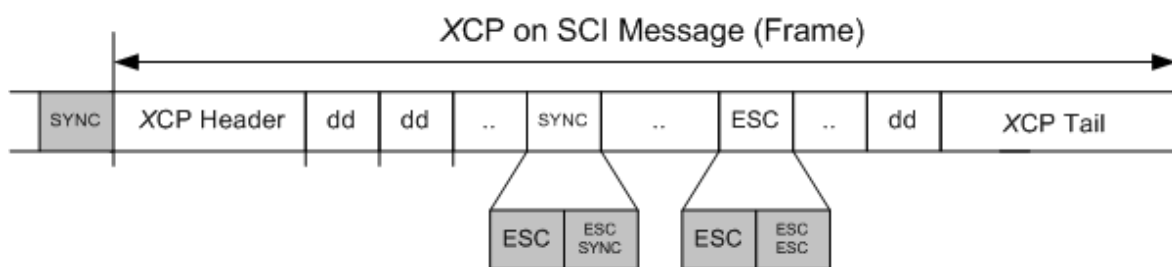 XCP on SCI Message (Frame)
SYNC XCP Header dd dd .. SYNC .. ESC .. dd XCP Tail
ESC ESC SYNC ESC ESC ESC